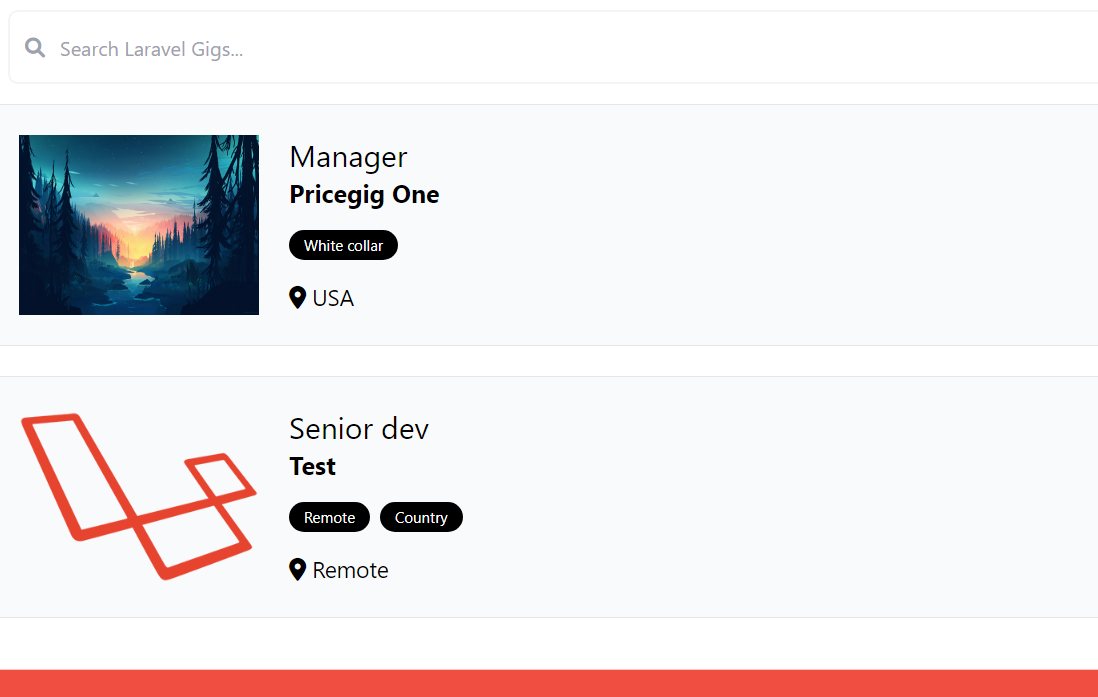 Search Laravel Gigs...
Manager
Pricegig One
White collar
USA
Senior dev
Test
Remote Country
Remote